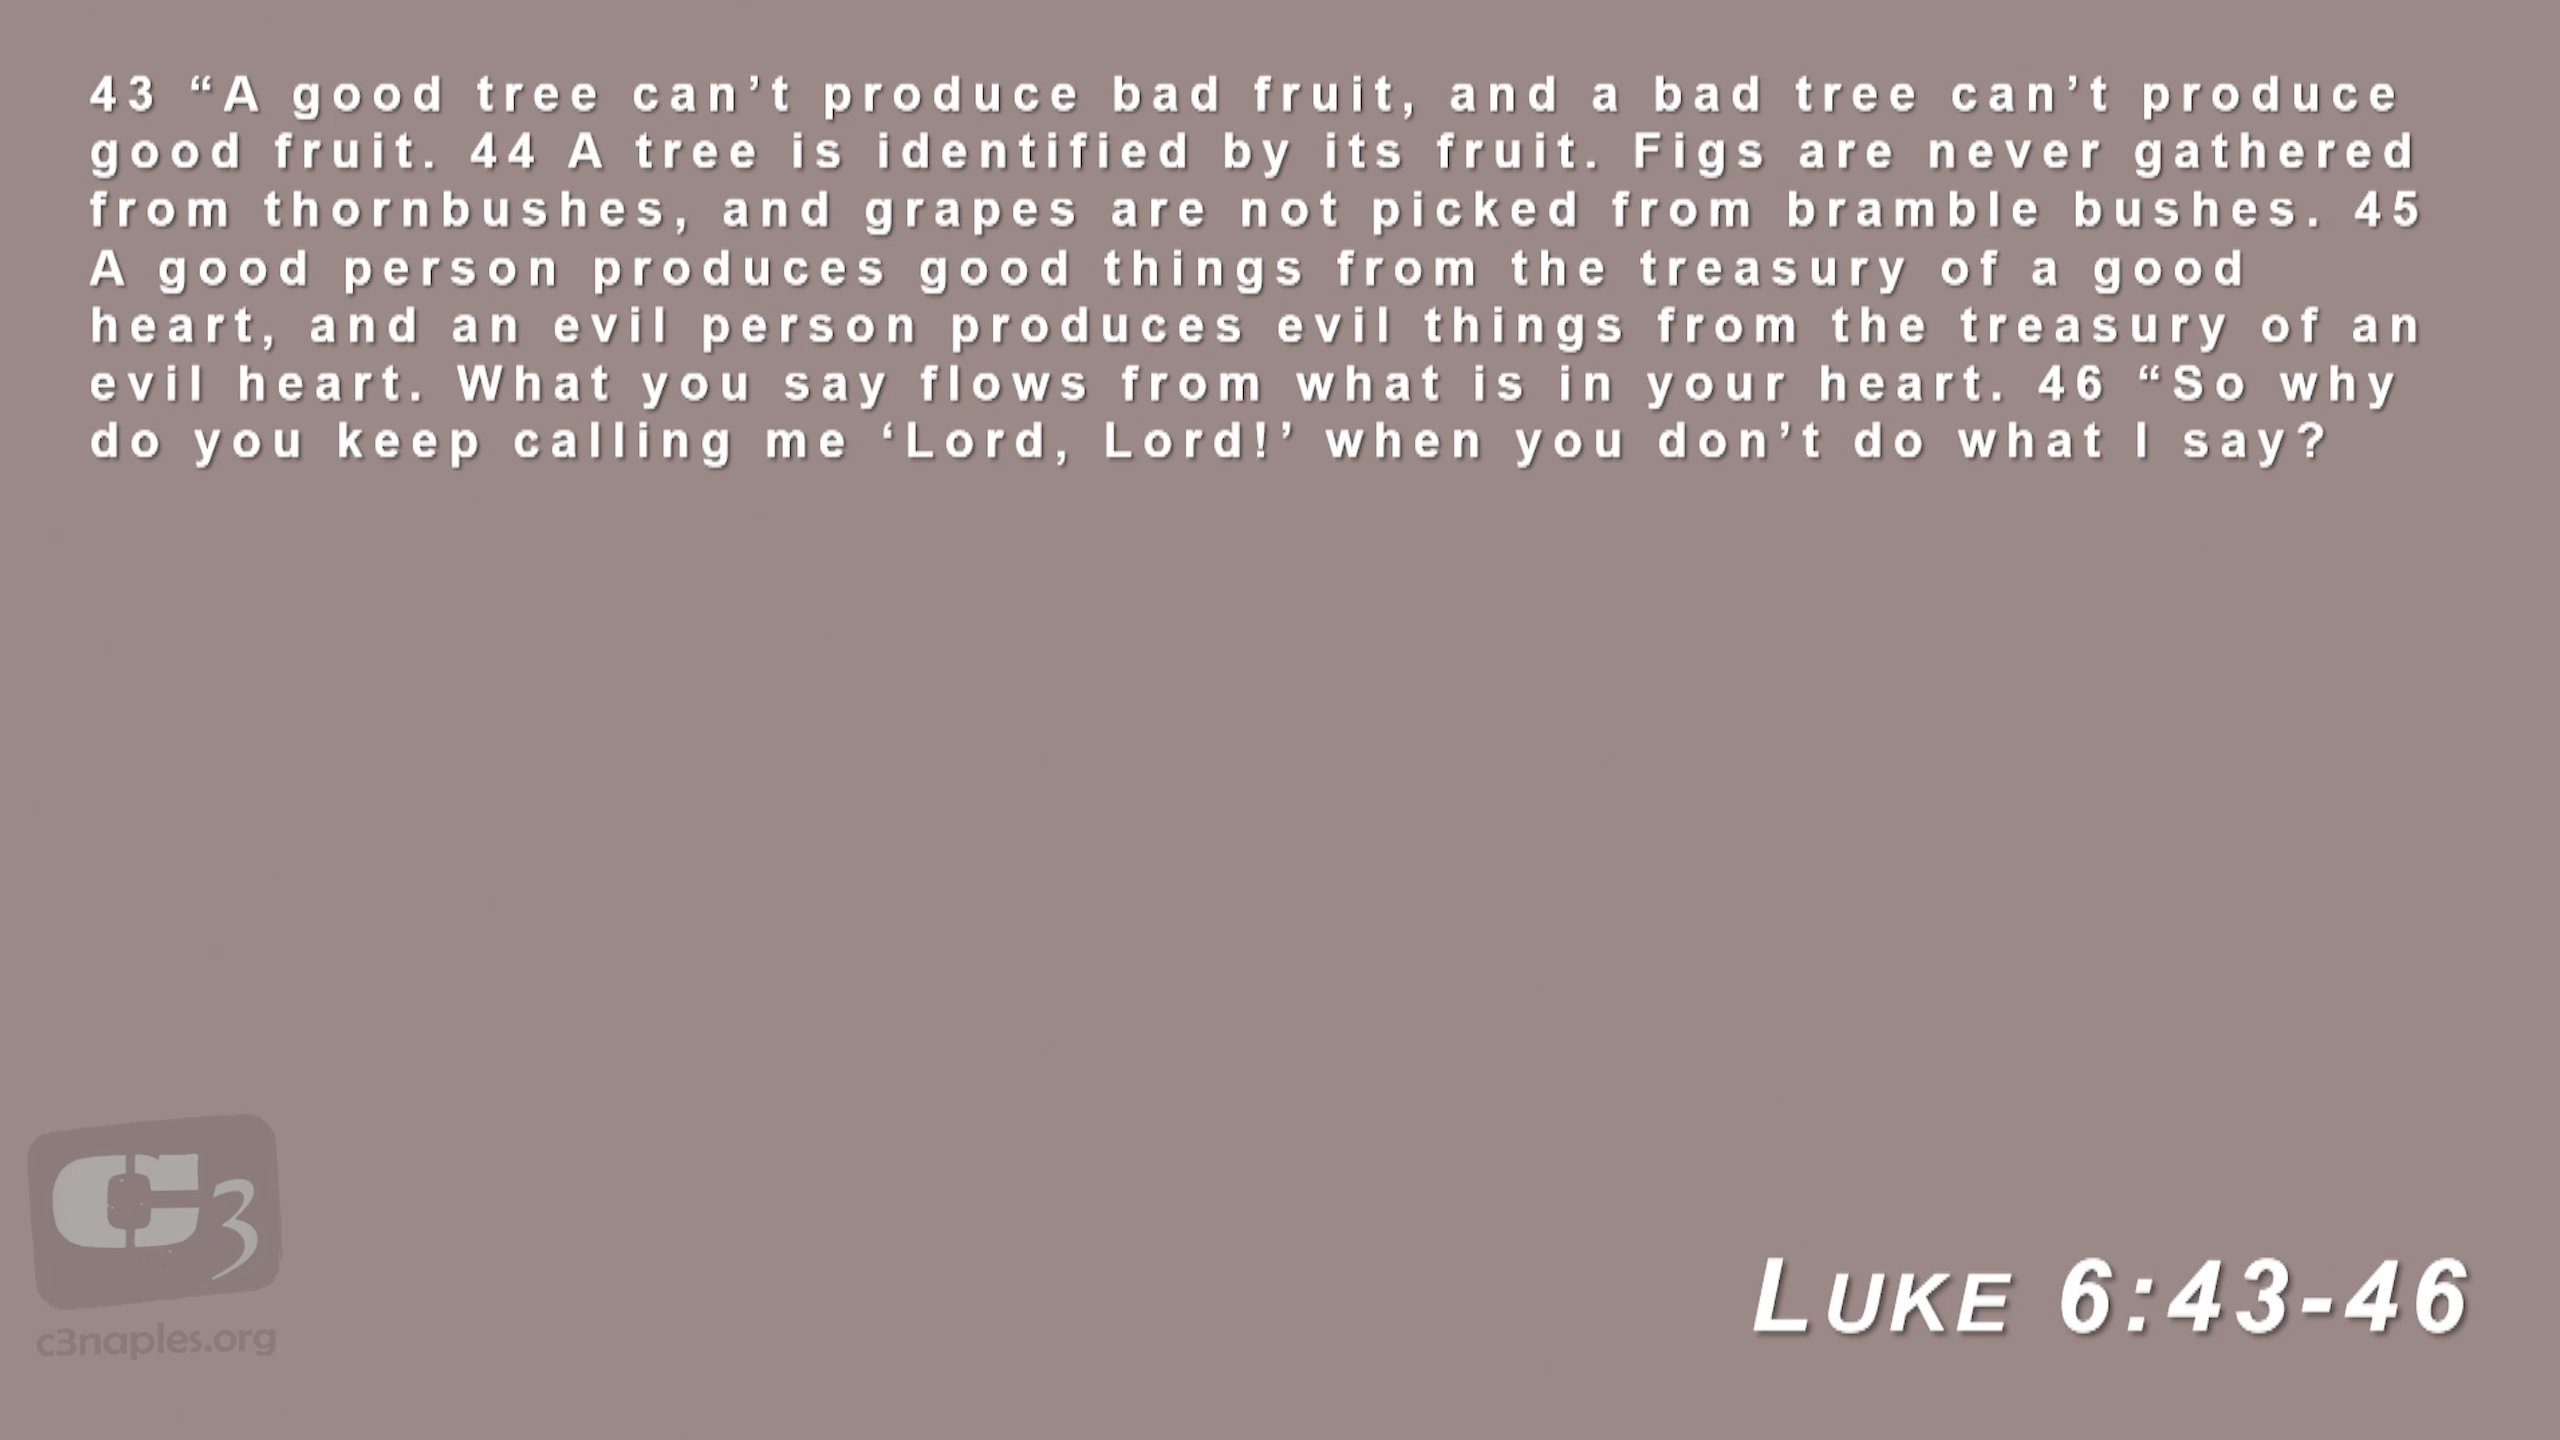 43 “A good tree can’t produce bad fruit, and a bad tree can’t produce
good fruit. 44 A tree is identified by its fruit. Figs are never gathered
from thornbushes, and grapes are not picked from bramble bushes. 45
A good person produces good things from the treasury of a good
heart, and an evil person produces evil things from the treasury of an
evil heart. What you say flows from what is in your heart. 46 “So why
do you keep calling me ‘Lord, Lord!’ when you don’t do what I say?
C3
c3naples.org
LUKE 6:43-46